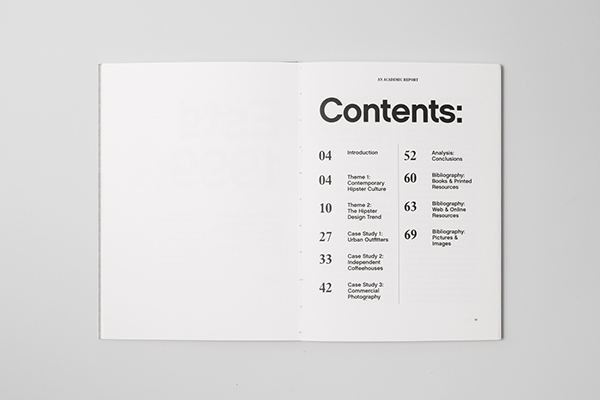 AN ACADEMIC REPORT
Contents:
04 Introduction
04 Theme 1:
Contemporary
Hipster Culture
10 Theme 2:
The Hipster
Design Trend
27 Case Study 1:
Urban Outfitters
33 Case Study 2:
Independent
Coffeehouses
42 Case Study 3:
Commercial
Photography
52 Analysis:
Conclusions
60 Bibliography:
Books & Printed
Resources
63 Bibliography:
Web & Online
Resources
69 Bibliography:
Pictures &
Images